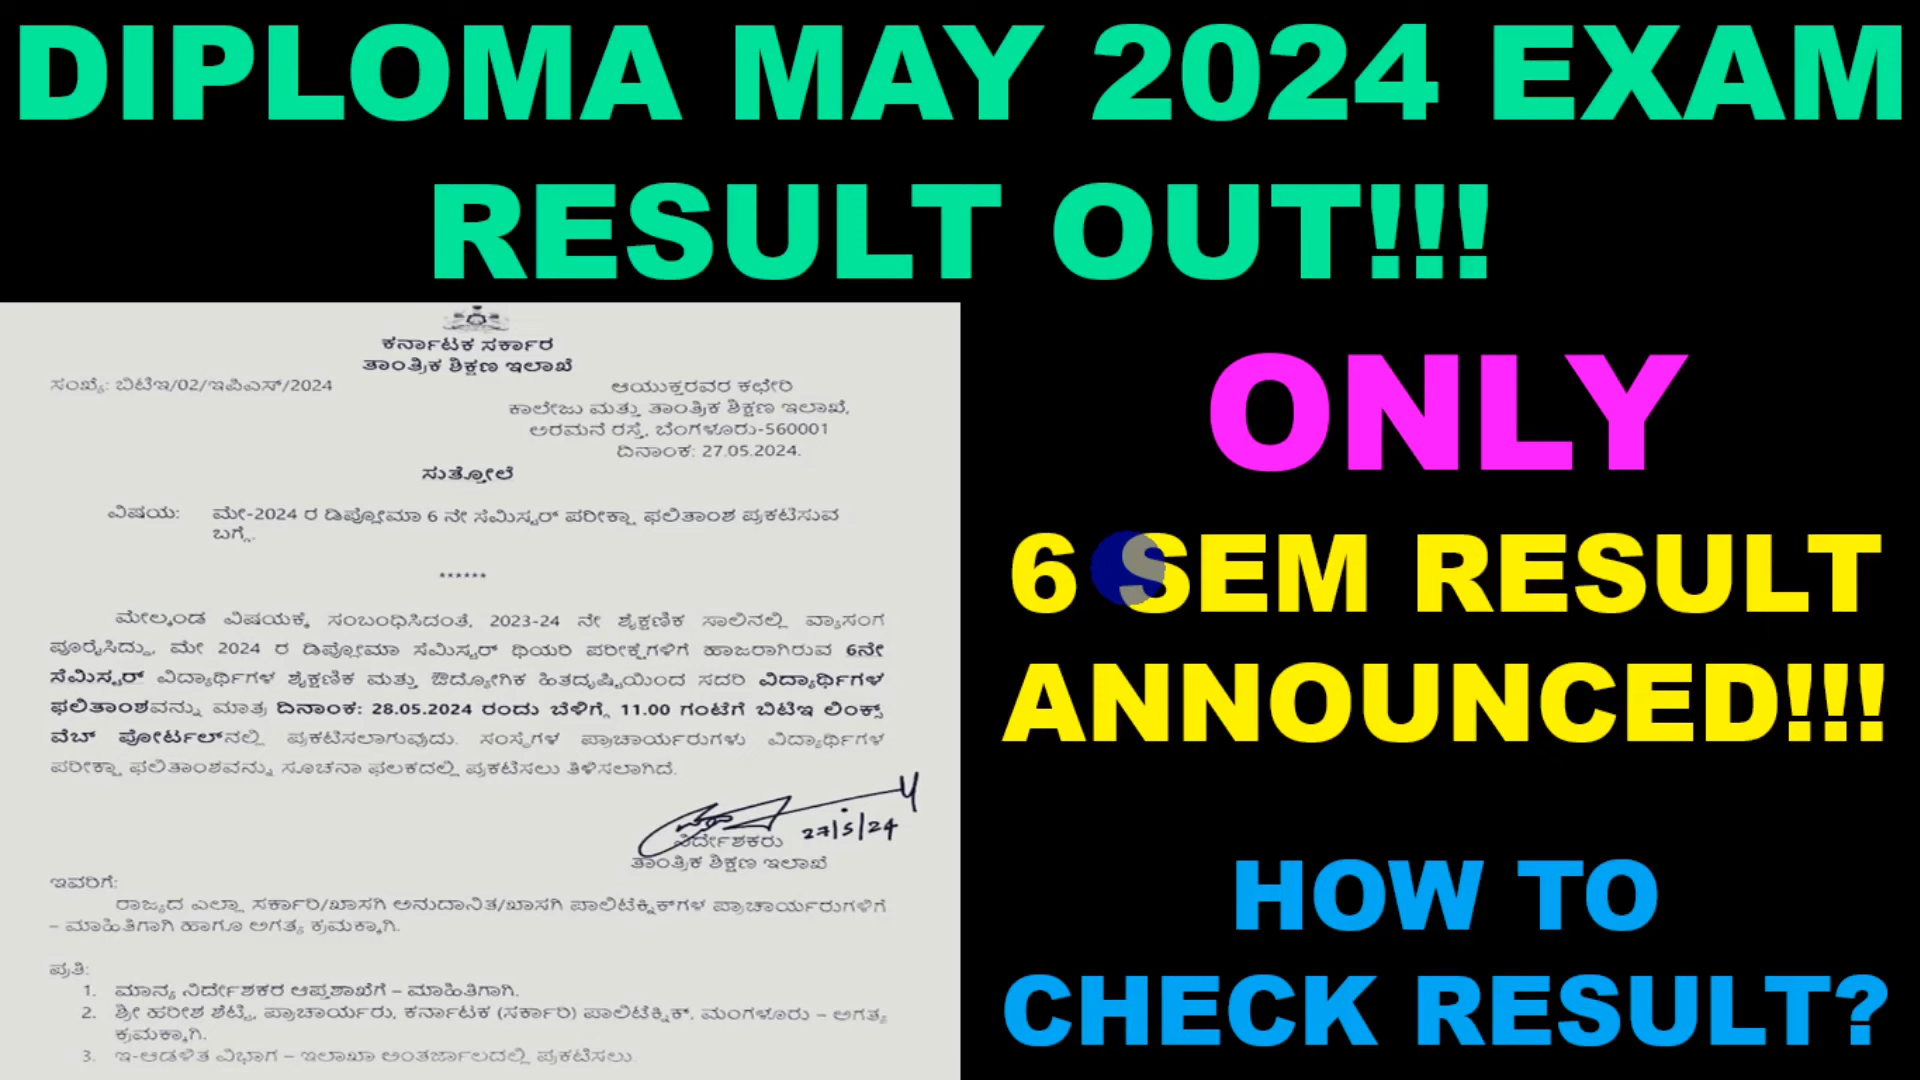 DIPLOMA MAY 2024 EXAM
RESULT OUT!!!
ಕರ್ನಾಟಕ ಸರ್ಕಾರ
ತಾಂತ್ರಿಕ ಶಿಕ್ಷಣ ಇಲಾಖೆ
ಸಂಖ್ಯೆ: ಬಿಟಿಇ/02/ಇಪಿಎಸ್/2024
ಆಯುಕ್ತರವರ ಕಛೇರಿ
ಕಾಲೇಜು ಮತ್ತು ತಾಂತ್ರಿಕ ಶಿಕ್ಷಣ ಇಲಾಖೆ,
ಅರಮನೆ ರಸ್ತೆ, ಬೆಂಗಳೂರು-560001
ದಿನಾಂಕ: 27.05.2024.
ಸುತ್ತೋಲೆ
ವಿಷಯ: ಮೇ-2024 ರ ಡಿಪ್ಲೋಮಾ 6 ನೇ ಸೆಮಿಸ್ಟರ್ ಪರೀಕ್ಷಾ ಫಲಿತಾಂಶ ಪ್ರಕಟಿಸುವ
ಬಗ್ಗೆ.
******
ಮೇಲ್ಕಂಡ ವಿಷಯಕ್ಕೆ ಸಂಬಂಧಿಸಿದಂತೆ, 2023-24 ನೇ ಶೈಕ್ಷಣಿಕ ಸಾಲಿನಲ್ಲಿ ವ್ಯಾಸಂಗ
ಪೂರೈಸಿದ್ದು, ಮೇ 2024 ರ ಡಿಪ್ಲೋಮಾ ಸೆಮಿಸ್ಟರ್ ಥಿಯರಿ ಪರೀಕ್ಷೆಗಳಿಗೆ ಹಾಜರಾಗಿರುವ 6ನೇ
ಸೆಮಿಸ್ಟರ್ ವಿದ್ಯಾರ್ಥಿಗಳ ಶೈಕ್ಷಣಿಕ ಮತ್ತು ಔದ್ಯೋಗಿಕ ಹಿತದೃಷ್ಟಿಯಿಂದ ಸದರಿ ವಿದ್ಯಾರ್ಥಿಗಳ
ಫಲಿತಾಂಶವನ್ನು ಮಾತ್ರ ದಿನಾಂಕ: 28.05.2024 ರಂದು ಬೆಳಿಗ್ಗೆ 11.00 ಗಂಟೆಗೆ ಬಿಟಿಇ ಲಿಂಕ್ಸ್
ವೆಬ್ ಪೋರ್ಟಲ್‌ನಲ್ಲಿ ಪ್ರಕಟಿಸಲಾಗುವುದು. ಸಂಸ್ಥೆಗಳ ಪ್ರಾಚಾರ್ಯರುಗಳು ವಿದ್ಯಾರ್ಥಿಗಳ
ಪರೀಕ್ಷಾ ಫಲಿತಾಂಶವನ್ನು ಸೂಚನಾ ಫಲಕದಲ್ಲಿ ಪ್ರಕಟಿಸಲು ತಿಳಿಸಲಾಗಿದೆ.
27/5/24
ನಿರ್ದೇಶಕರು
ತಾಂತ್ರಿಕ ಶಿಕ್ಷಣ ಇಲಾಖೆ
ಇವರಿಗೆ:
ರಾಜ್ಯದ ಎಲ್ಲಾ ಸರ್ಕಾರಿ/ಖಾಸಗಿ ಅನುದಾನಿತ/ಖಾಸಗಿ ಪಾಲಿಟೆಕ್ನಿಕ್‌ಗಳ ಪ್ರಾಚಾರ್ಯರುಗಳಿಗೆ
– ಮಾಹಿತಿಗಾಗಿ ಹಾಗೂ ಅಗತ್ಯ ಕ್ರಮಕ್ಕಾಗಿ.
ಪ್ರತಿ:
1. ಮಾನ್ಯ ನಿರ್ದೇಶಕರ ಆಪ್ತಶಾಖೆಗೆ – ಮಾಹಿತಿಗಾಗಿ.
2. ಶ್ರೀ ಹರೀಶ ಶೆಟ್ಟಿ, ಪ್ರಾಚಾರ್ಯರು, ಕರ್ನಾಟಕ (ಸರ್ಕಾರಿ) ಪಾಲಿಟೆಕ್ನಿಕ್, ಮಂಗಳೂರು – ಅಗತ್ಯ
ಕ್ರಮಕ್ಕಾಗಿ.
3. ಇ-ಆಡಳಿತ ವಿಭಾಗ – ಇಲಾಖಾ ಅಂತರ್ಜಾಲದಲ್ಲಿ ಪ್ರಕಟಿಸಲು.
ONLY
6 SEM RESULT
ANNOUNCED!!!
HOW TO
CHECK RESULT?